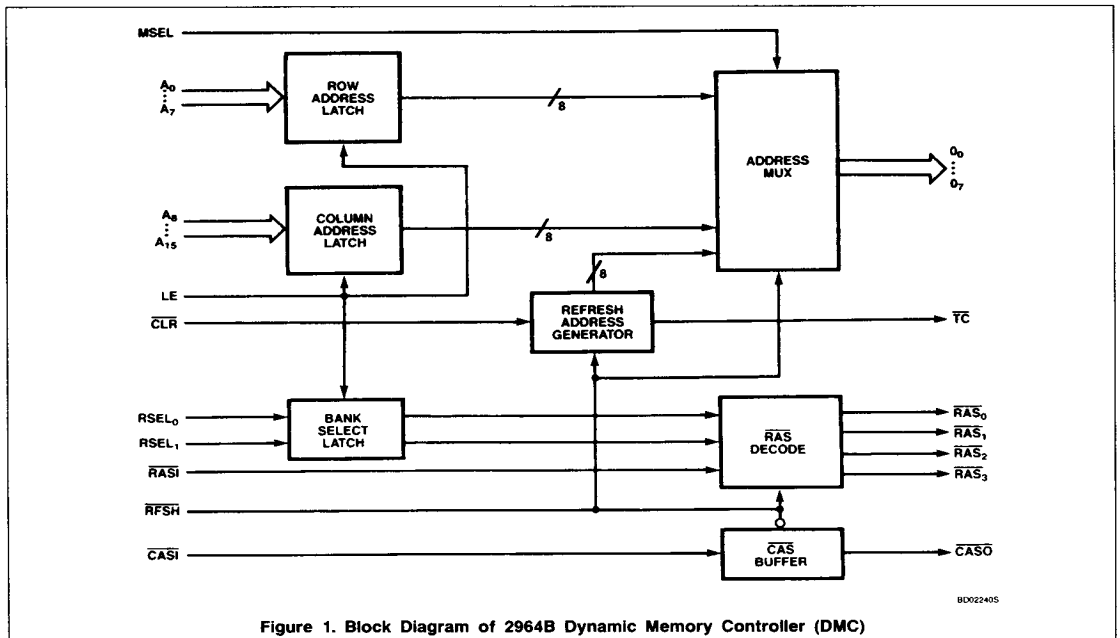 MSEL
A0
⋮
A7
ROW
ADDRESS
LATCH
8
ADDRESS
MUX
00
⋮
07
A8
⋮
A15
COLUMN
ADDRESS
LATCH
8
8
LE
CLR
REFRESH
ADDRESS
GENERATOR
TC
RSEL0
RSEL1
BANK
SELECT
LATCH
RAS
DECODE
RAS0
RAS1
RAS2
RAS3
RASI
RFSH
CASI
CAS
BUFFER
CASO
BD02240S
Figure 1. Block Diagram of 2964B Dynamic Memory Controller (DMC)